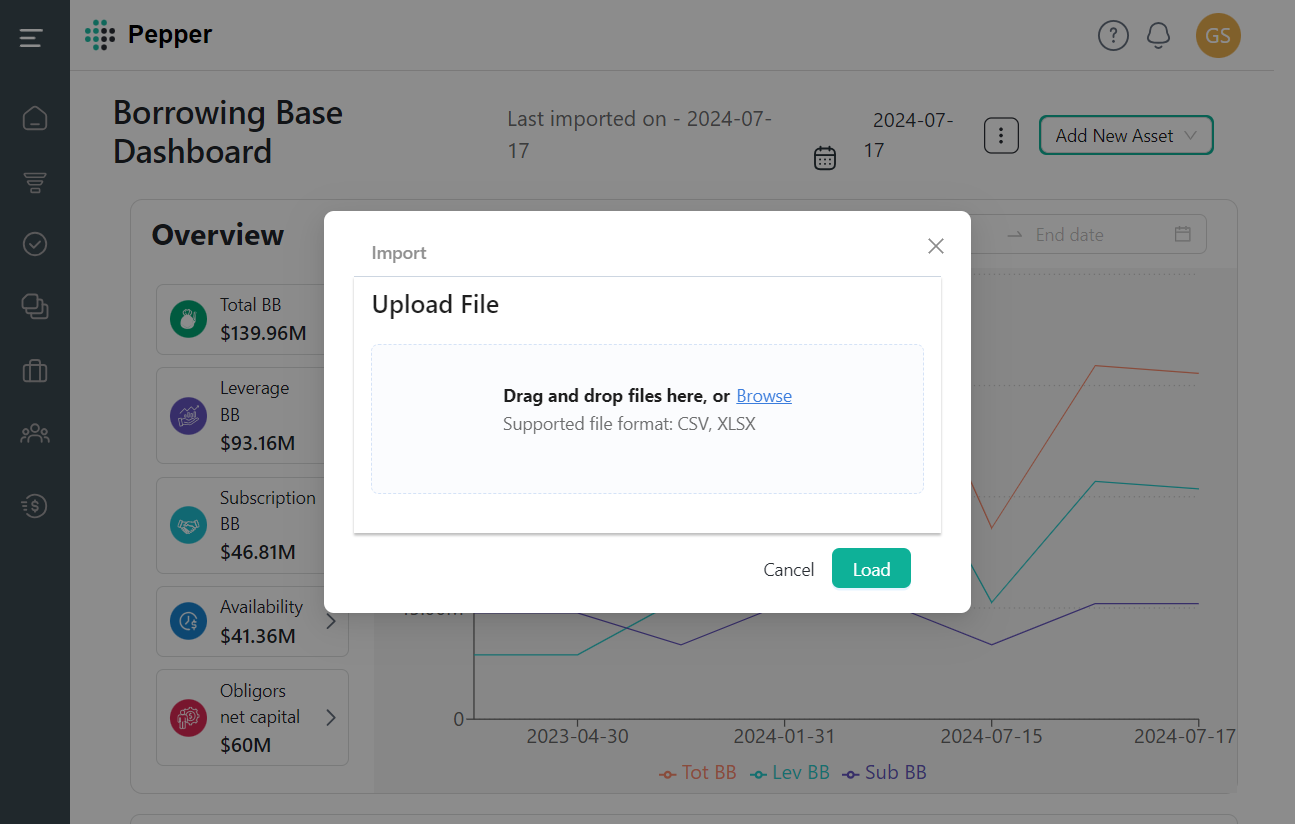 Pepper
GS
Borrowing Base
Dashboard
Last imported on - 2024-07-
17
2024-07-
17
Add New Asset
Overview
End date
Import
Upload File
Drag and drop files here, or Browse
Supported file format: CSV, XLSX
Cancel
Load
Total BB
$139.96M
Leverage
BB
$93.16M
Subscription
BB
$46.81M
Availability
$41.36M
Obligors
net capital
$60M
0
2023-04-30
2024-01-31
2024-07-15
2024-07-17
Tot BB
Lev BB
Sub BB